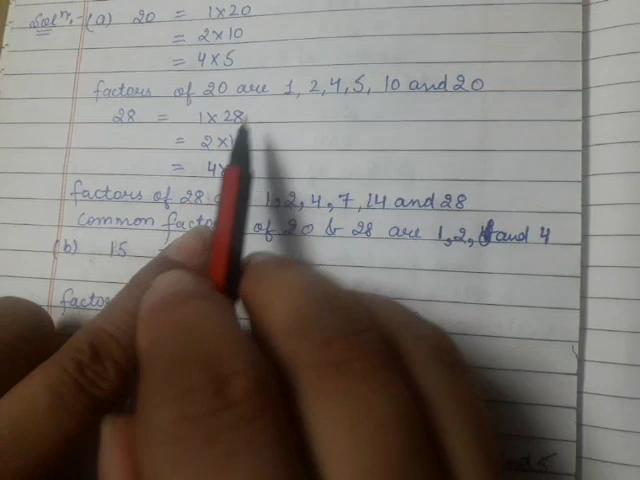 Solⁿ:- (a) 20 = 1×20
= 2×10
= 4×5
factors of 20 are 1, 2, 4, 5, 10 and 20
28 = 1×28
= 2×
= 4×
factors of 28 1, 2, 4, 7, 14 and 28
common of 20 & 28 are 1, 2, and 4
(b) 15
5